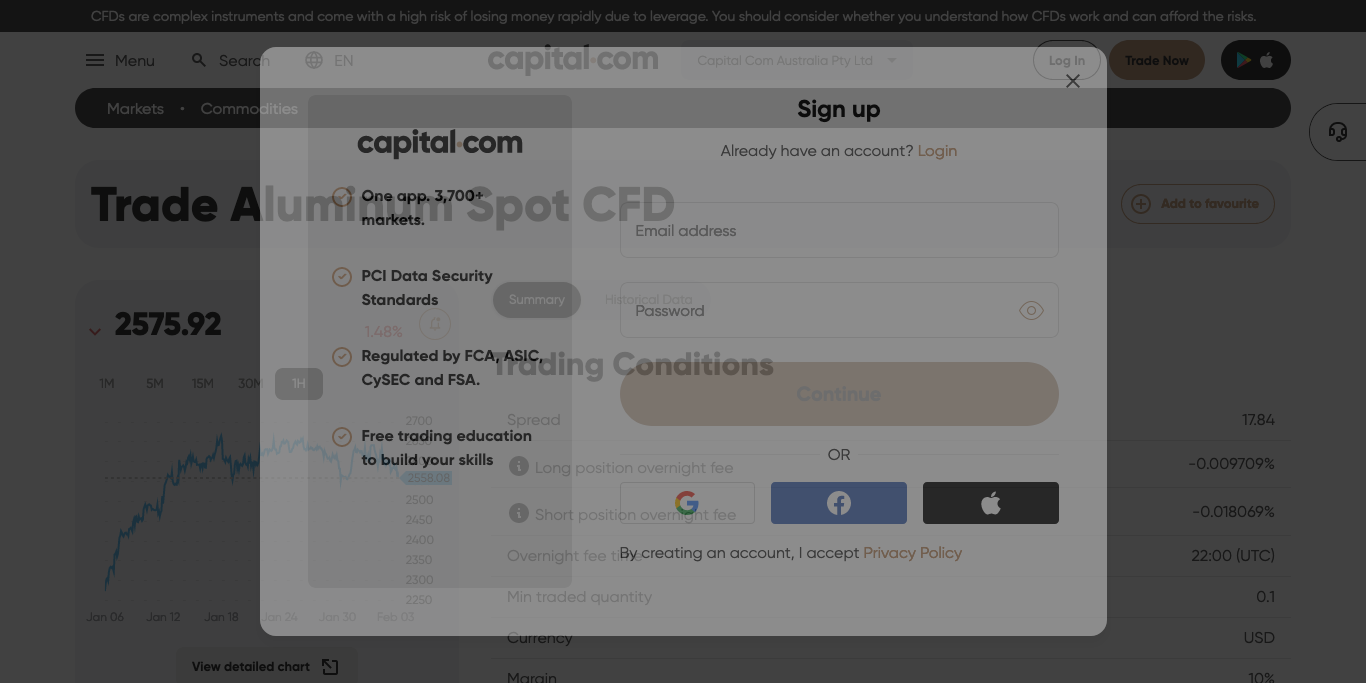 CFDs are complex instruments and come with a high risk of losing money rapidly due to leverage. You should consider whether you understand how CFDs work and can afford the risks.
Menu
Search
EN
capital.com
Capital Com Australia Pty Ltd
Log In
Trade Now
Markets • Commodities
Trade Aluminum Spot CFD
Add to favourite
2575.92
1.48%
1M 5M 15M 30M 1H
2700
2558.08
2500
2450
2400
2350
2300
2250
Jan 06 Jan 12 Jan 18 Jan 24 Jan 30 Feb 03
View detailed chart
Summary
Historical Data
Trading Conditions
Spread 17.84
Long position overnight fee -0.009709%
Short position overnight fee -0.018069%
Overnight fee time 22:00 (UTC)
Min traded quantity 0.1
Currency USD
Margin 10%
capital.com
One app. 3,700+
markets.
PCI Data Security
Standards
Regulated by FCA, ASIC,
CySEC and FSA.
Free trading education
to build your skills
Sign up
Already have an account? Login
Email address
Password
Continue
OR
By creating an account, I accept Privacy Policy